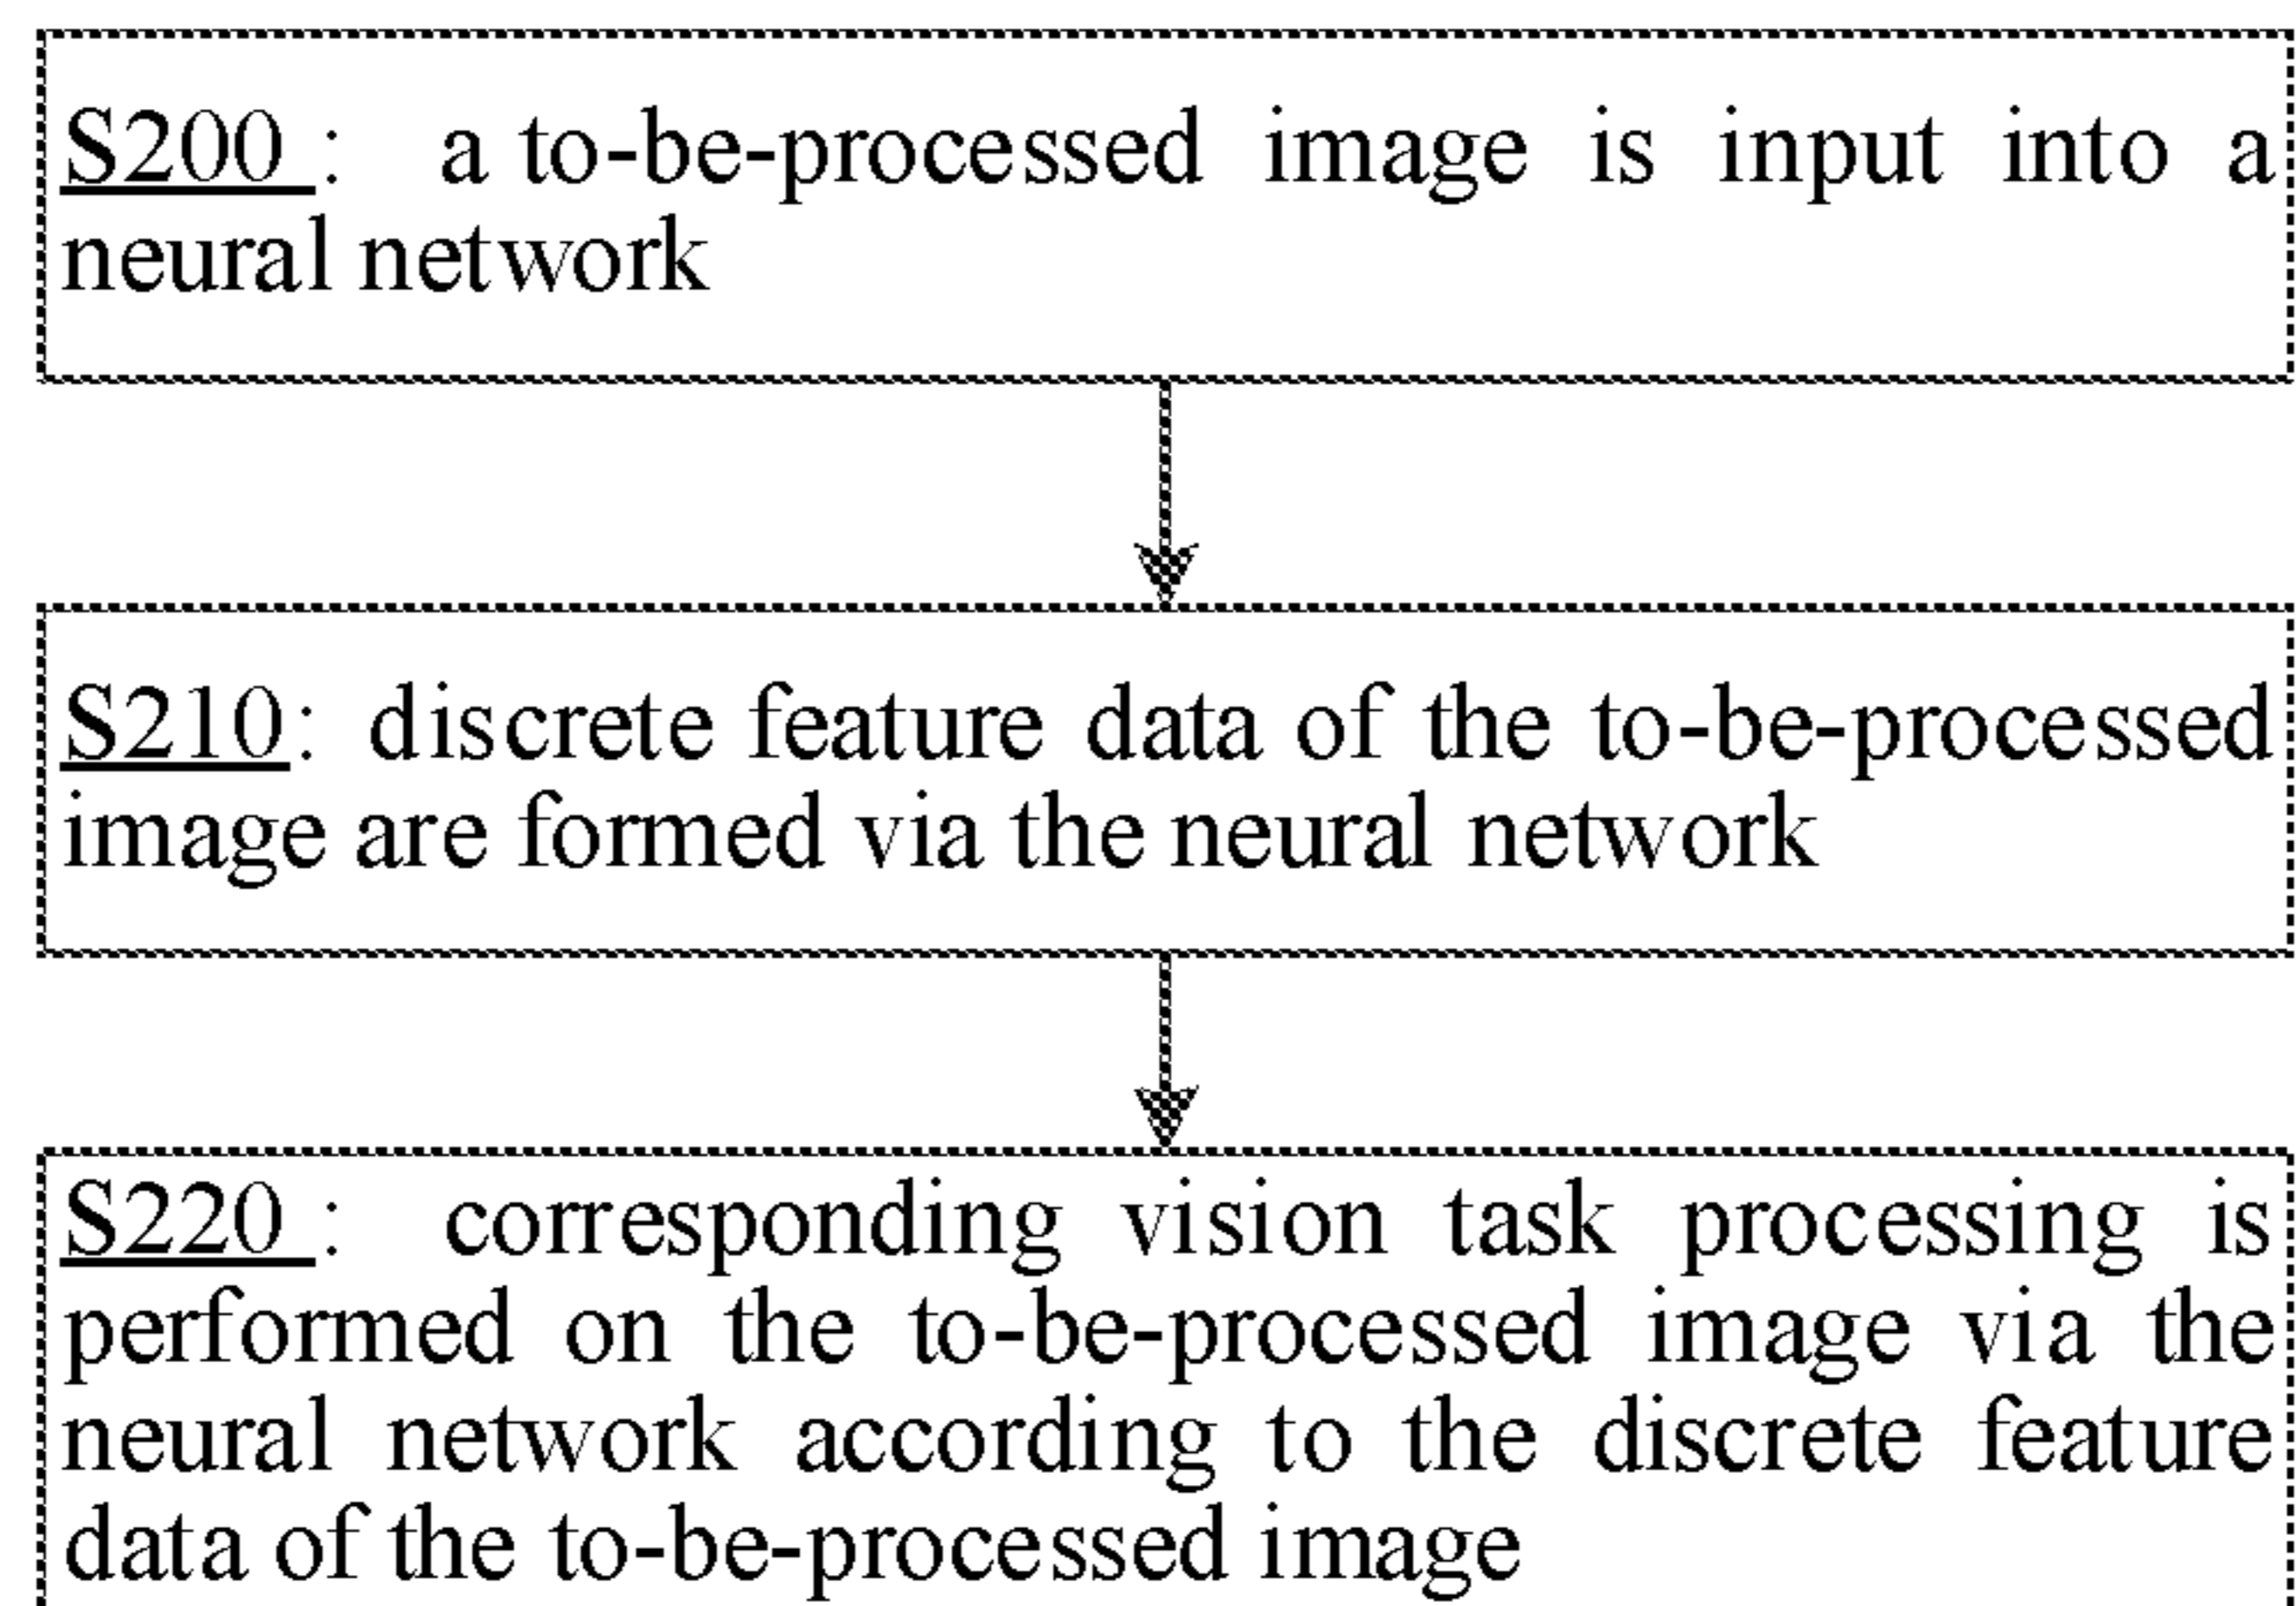 S200 : a to-be-processed image is input into a
neural network
S210: discrete feature data of the to-be-processed
image are formed via the neural network
S220 : corresponding vision task processing is
performed on the to-be-processed image via the
neural network according to the discrete feature
data of the to-be-processed image